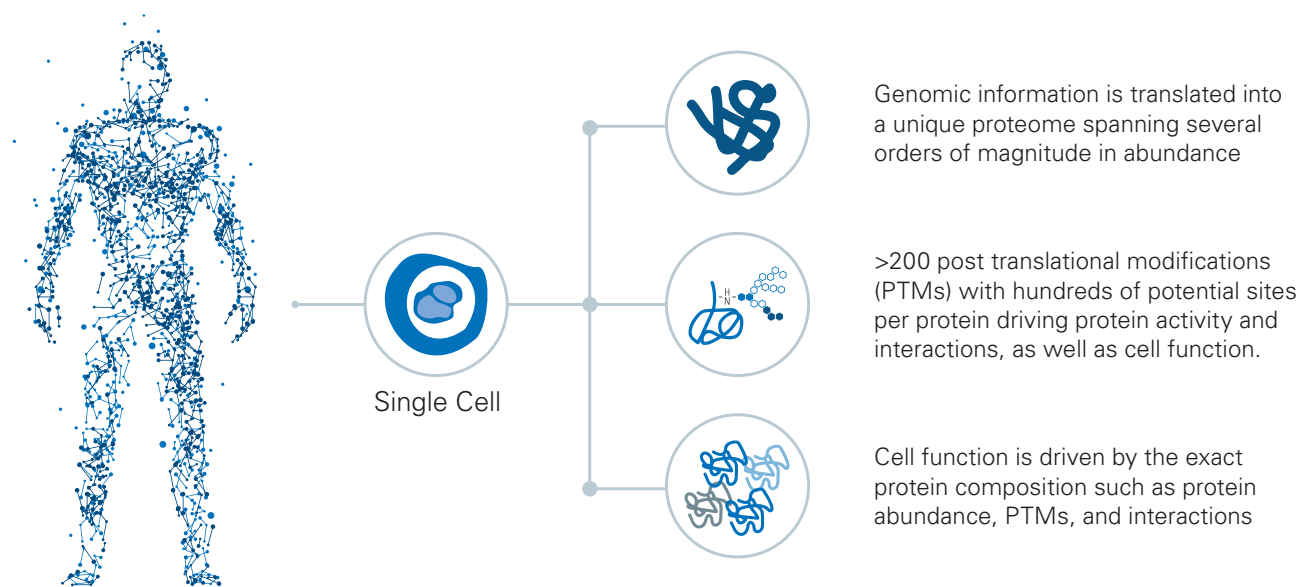 Genomic information is translated into
a unique proteome spanning several
orders of magnitude in abundance
>200 post translational modifications
(PTMs) with hundreds of potential sites
per protein driving protein activity and
interactions, as well as cell function.
H
N
Single Cell
Cell function is driven by the exact
protein composition such as protein
abundance, PTMs, and interactions